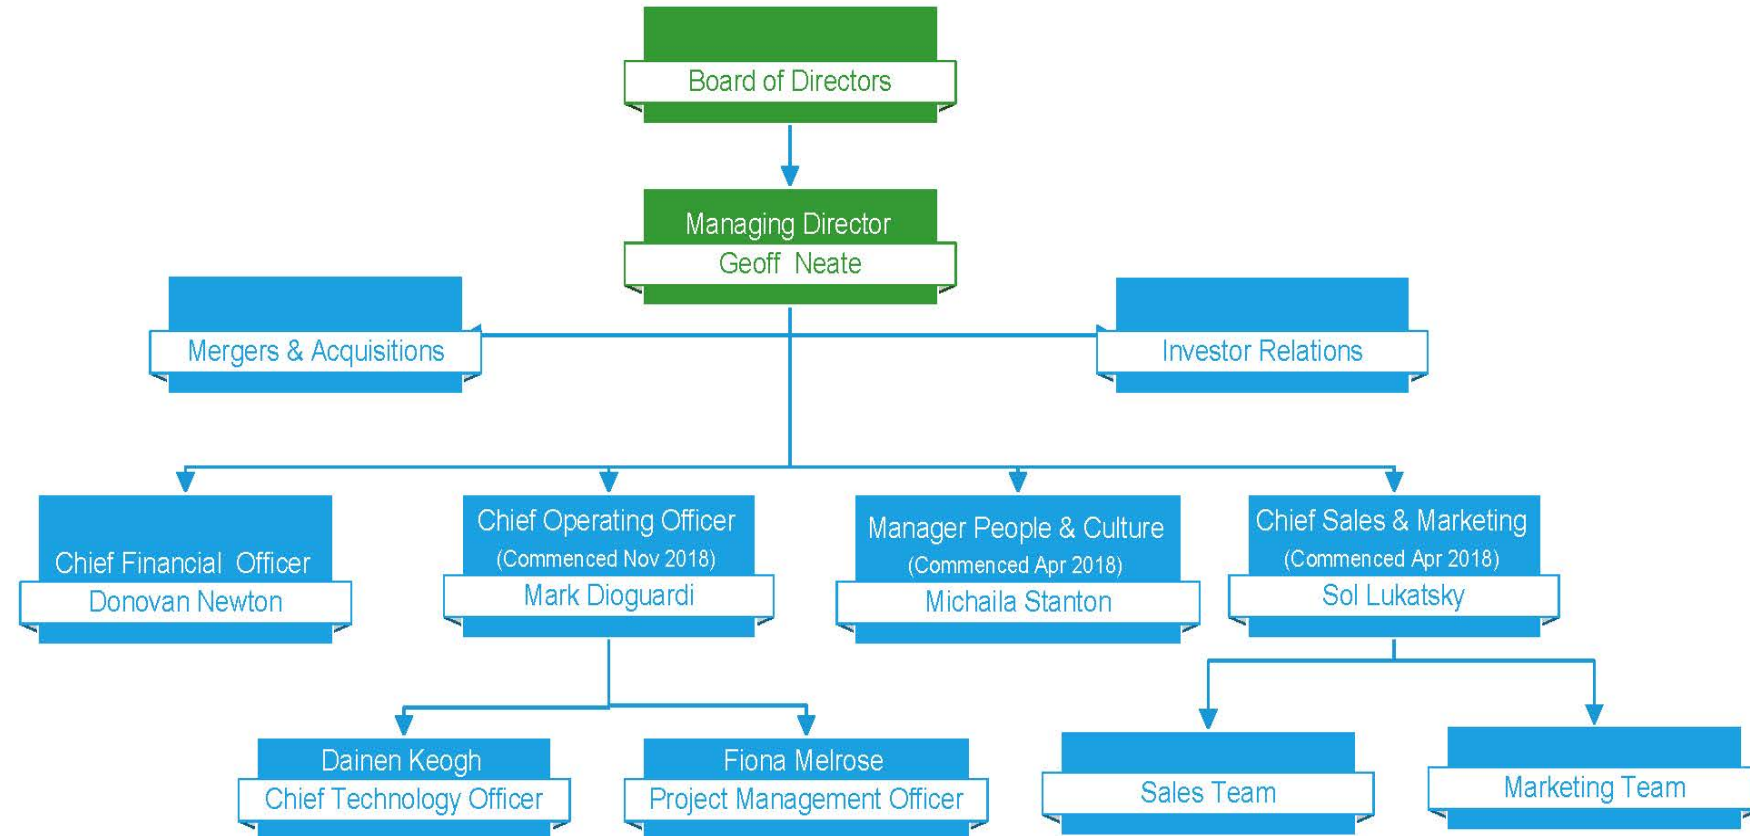 Board of Directors
Managing Director
Geoff Neate
Mergers & Acquisitions
Investor Relations
Chief Financial Officer
Donovan Newton
Chief Operating Officer
(Commenced Nov 2018)
Mark Dioguardi
Manager People & Culture
(Commenced Apr 2018)
Michaila Stanton
Chief Sales & Marketing
(Commenced Apr 2018)
Sol Lukatsky
Dainen Keogh
Chief Technology Officer
Fiona Melrose
Project Management Officer
Sales Team
Marketing Team